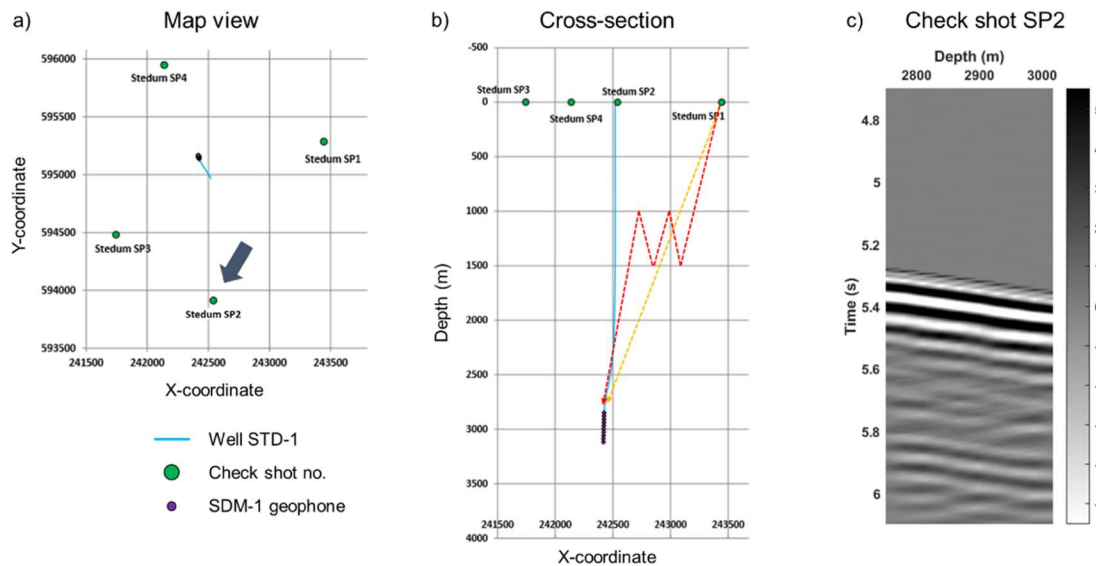 a)
Map view
596000
595500
595000
594500
594000
593500
Y-coordinate
Stedum SP4
Stedum SP1
Stedum SP3
Stedum SP2
241500 242000 242500 243000 243500
X-coordinate
Well STD-1
Check shot no.
SDM-1 geophone
b)
Cross-section
-500
0
500
1000
1500
2000
2500
3000
3500
4000
Depth (m)
Stedum SP3
Stedum SP4
Stedum SP2
Stedum SP1
241500 242000 242500 243000 243500
X-coordinate
c)
Check shot SP2
Depth (m)
2800 2900 3000
4.8
5
5.2
5.4
5.6
5.8
6
Time (s)